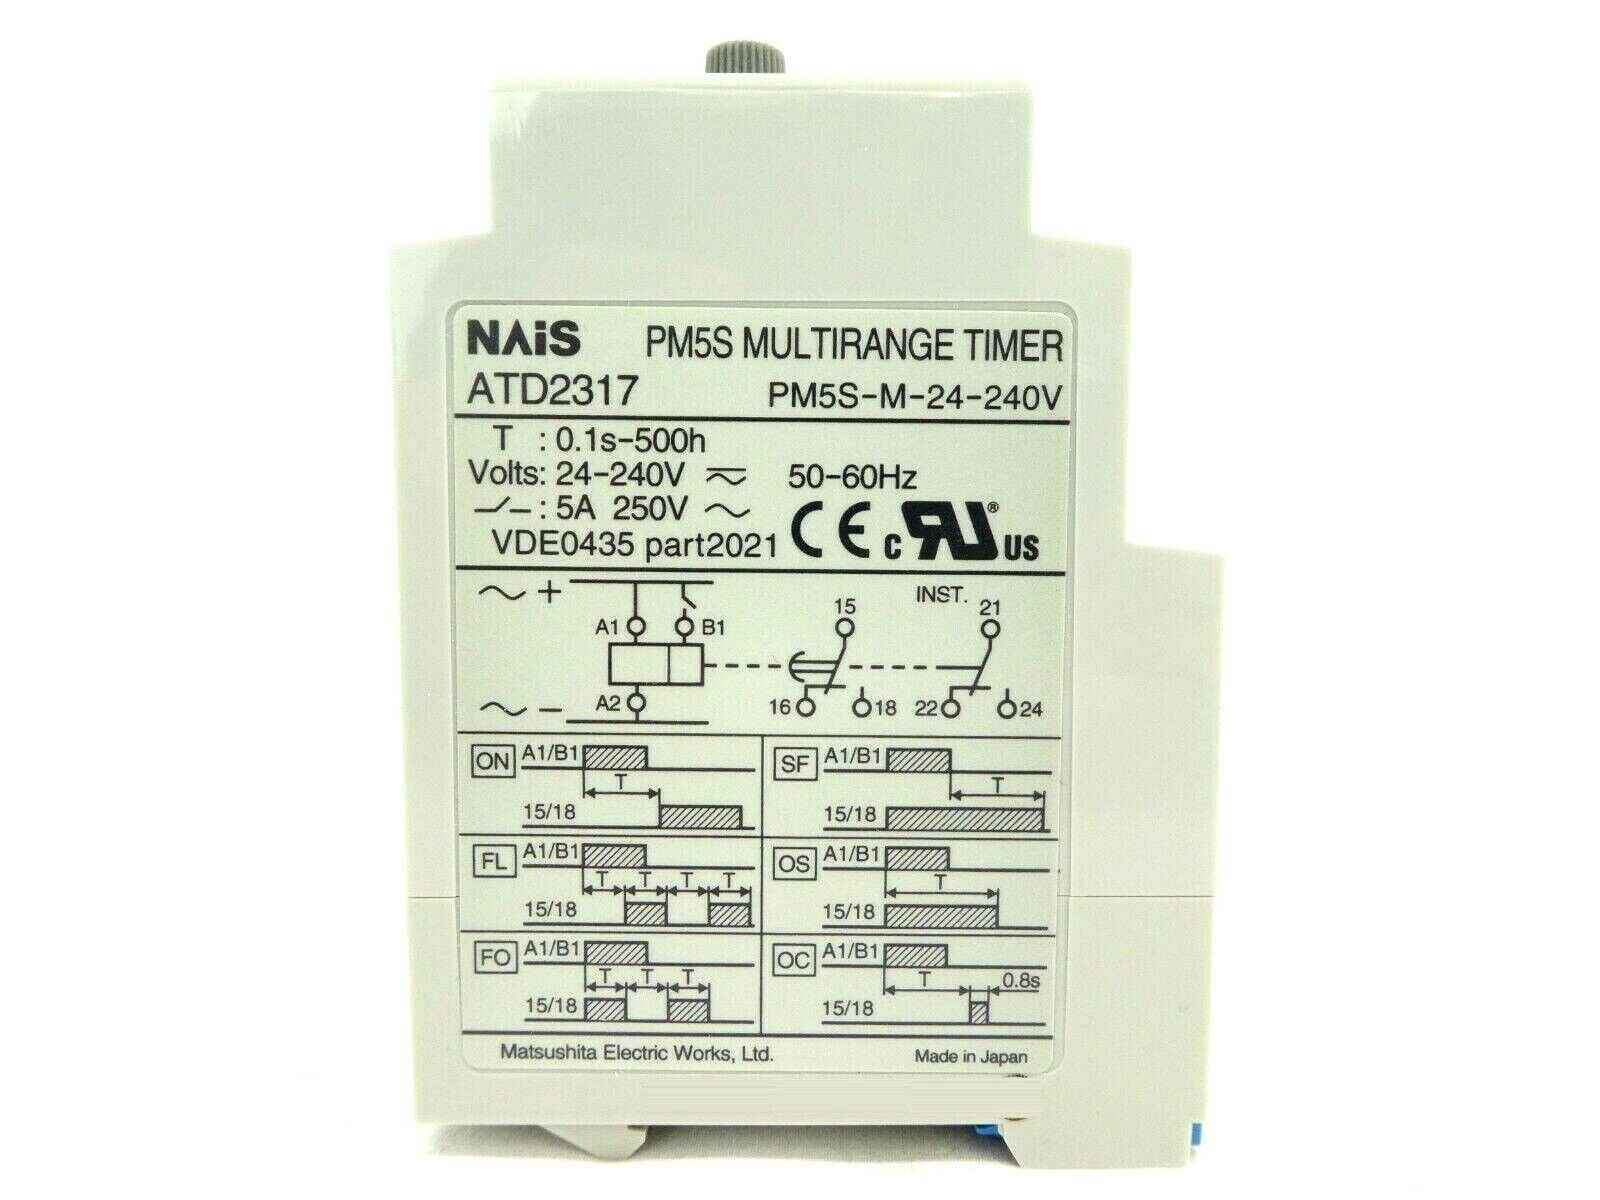 NAiS PM5S MULTIRANGE TIMER
ATD2317 PM5S-M-24-240V
T : 0.1s-500h
Volts: 24-240V 50-60Hz
: 5A 250V
VDE0435 part2021 CE c RU ® US
~ +
INST.
15 21
A1 B1
A2
~ -
16 18 22 24
ON A1/B1
T
15/18
SF A1/B1
T
15/18
FL A1/B1
T T T T
15/18
OS A1/B1
T
15/18
FO A1/B1
T T T
15/18
OC A1/B1
T 0.8s
15/18
Matsushita Electric Works, Ltd. Made in Japan